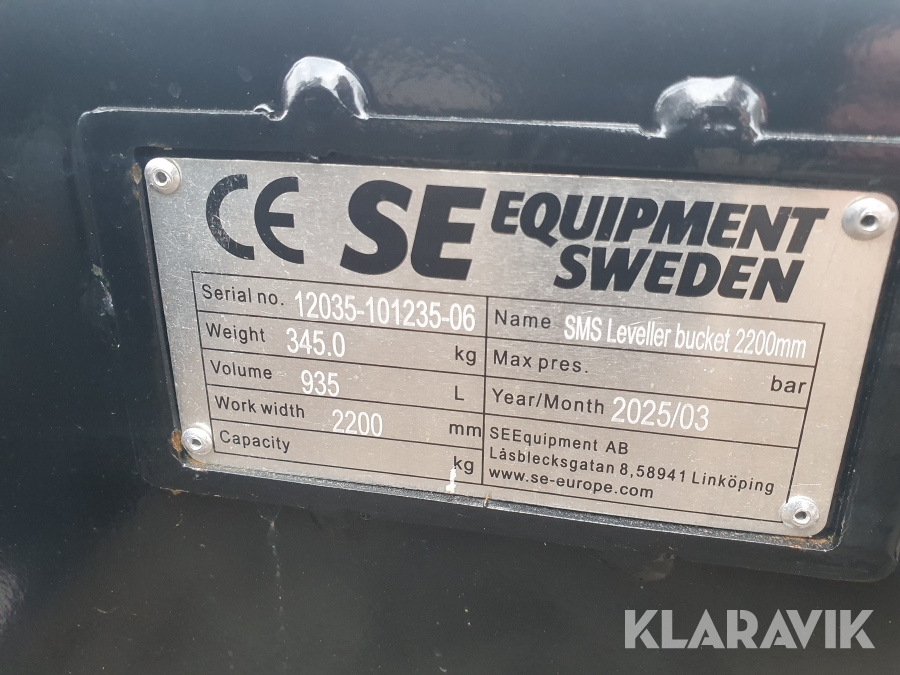 CE SE EQUIPMENT
SWEDEN
Serial no. 12035-101235-06
Weight 345.0 kg
Volume 935 L
Work width 2200 mm
Capacity kg
Name SMS Leveller bucket 2200mm
Max pres. bar
Year/Month 2025/03
SEEquipment AB
Låsblecksgatan 8,58941 Linköping
www.se-europe.com
KLARAVIK